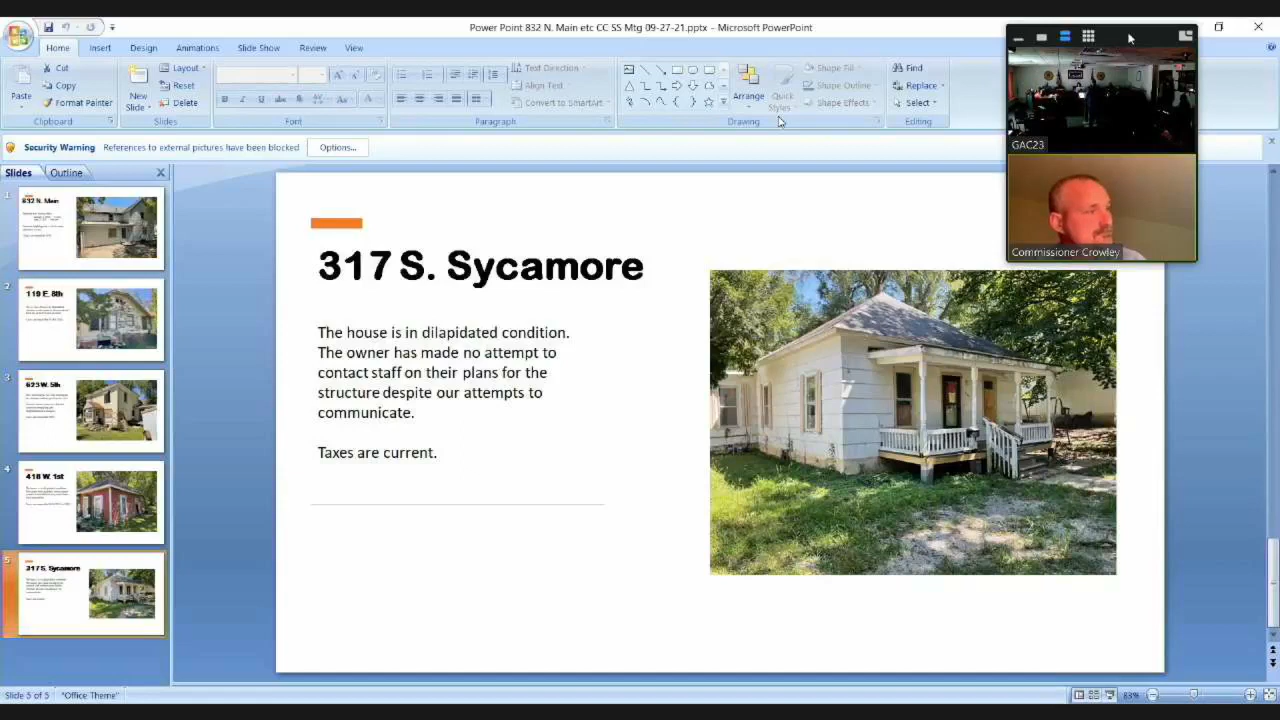 Power Point 832 N. Main etc CC SS Mtg 09-27-21.pptx – Microsoft PowerPoint
Home Insert Design Animations Slide Show Review View
Paste
Cut
Copy
Format Painter
Clipboard
New
Slide
Layout
Reset
Delete
Slides
Font
Text Direction
Align Text
Convert to SmartArt
Paragraph
Arrange
Quick
Styles
Shape Fill
Shape Outline
Shape Effects
Drawing
Find
Replace
Select
Editing
GAC23
Commissioner Crowley
Security Warning References to external pictures have been blocked Options...
Slides Outline
1
832 N. Main
2
119 E. 8th
3
623 W. 5th
4
418 W. 1st
5
317 S. Sycamore
317 S. Sycamore
The house is in dilapidated condition.
The owner has made no attempt to
contact staff on their plans for the
structure despite our attempts to
communicate.
Taxes are current.
Slide 5 of 5 "Office Theme" 83%